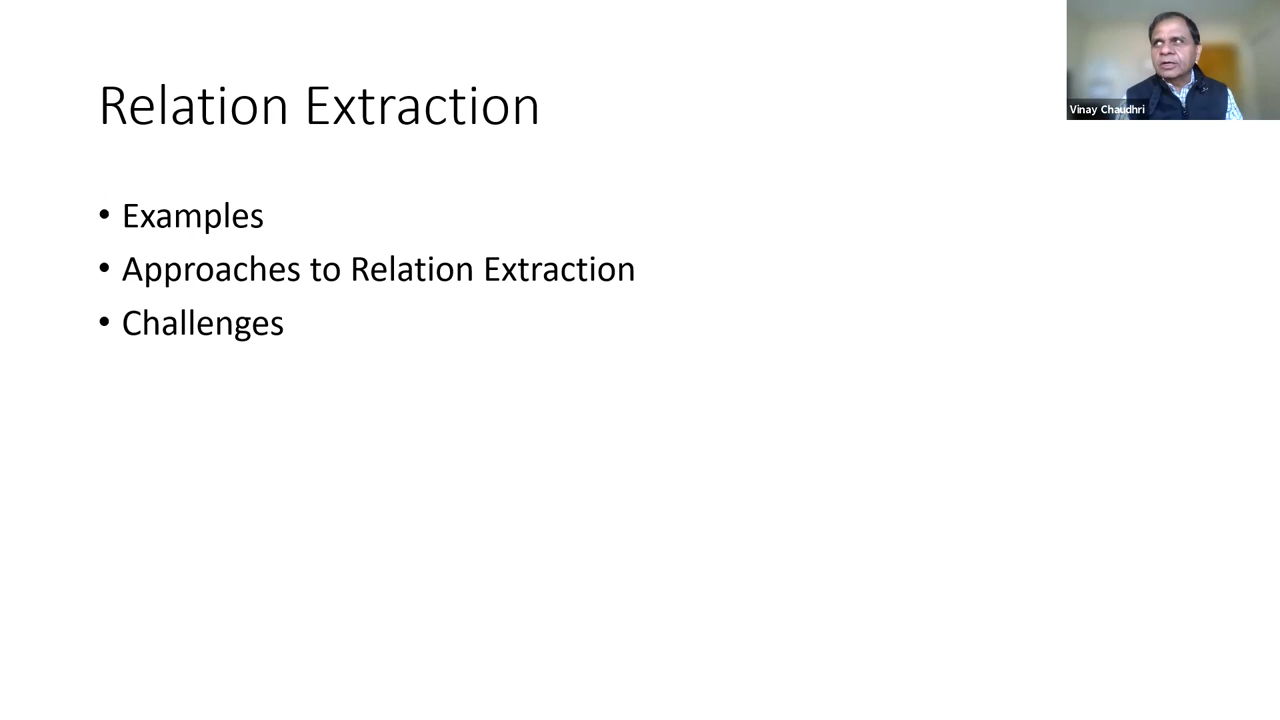 Relation Extraction
• Examples
• Approaches to Relation Extraction
• Challenges
Vinay Chaudhri